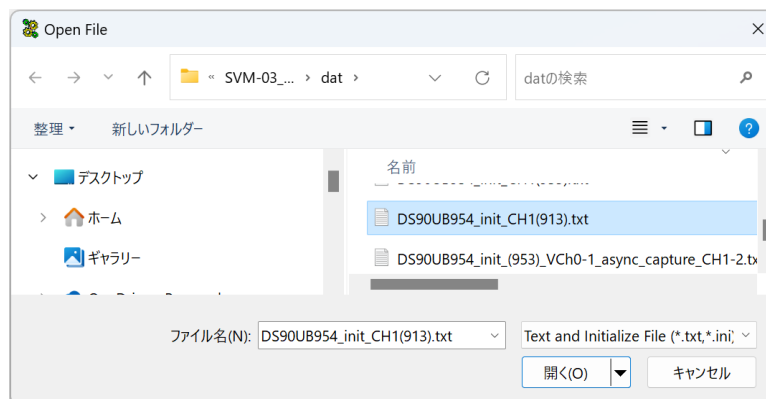 Open File
« SVM-03_... › dat ›
datの検索
整理
新しいフォルダー
デスクトップ
名前
ホーム
DS90UB954_init_CH1(913).txt
ギャラリー
DS90UB954_init_(953)_VCh0-1_async_capture_CH1-2.tx
ファイル名(N):
DS90UB954_init_CH1(913).txt
Text and Initialize File (*.txt,*.ini;
開く(O)
キャンセル